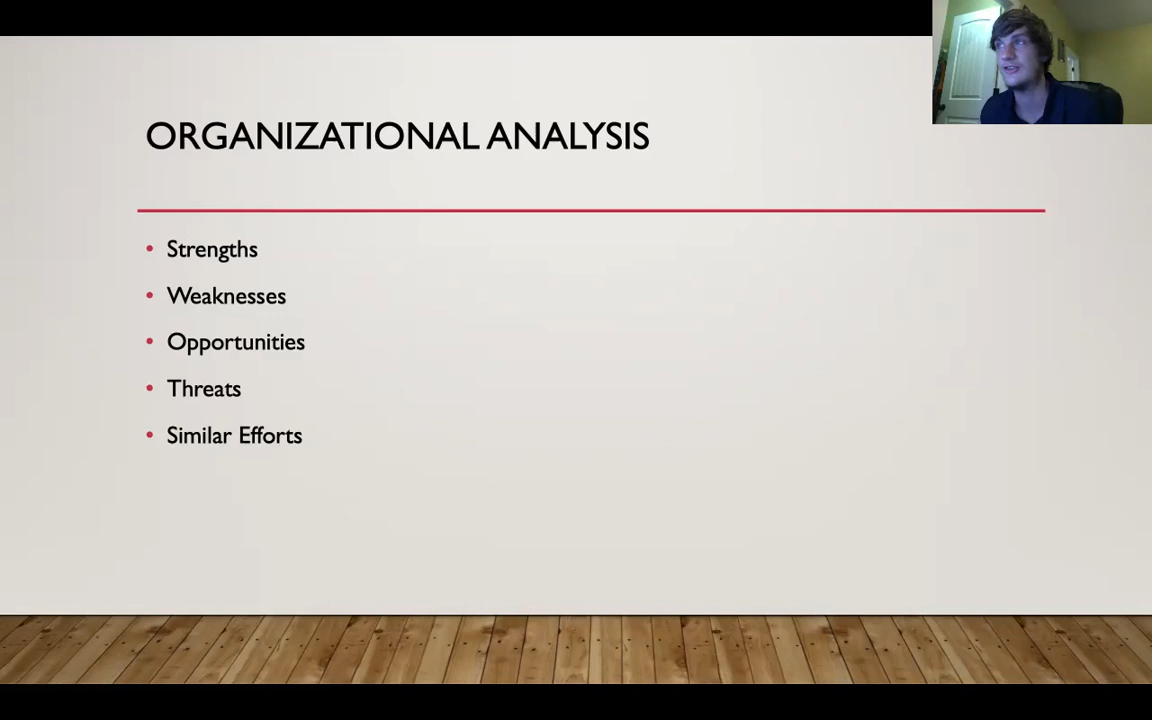 ORGANIZATIONAL ANALYSIS
• Strengths
• Weaknesses
• Opportunities
• Threats
• Similar Efforts